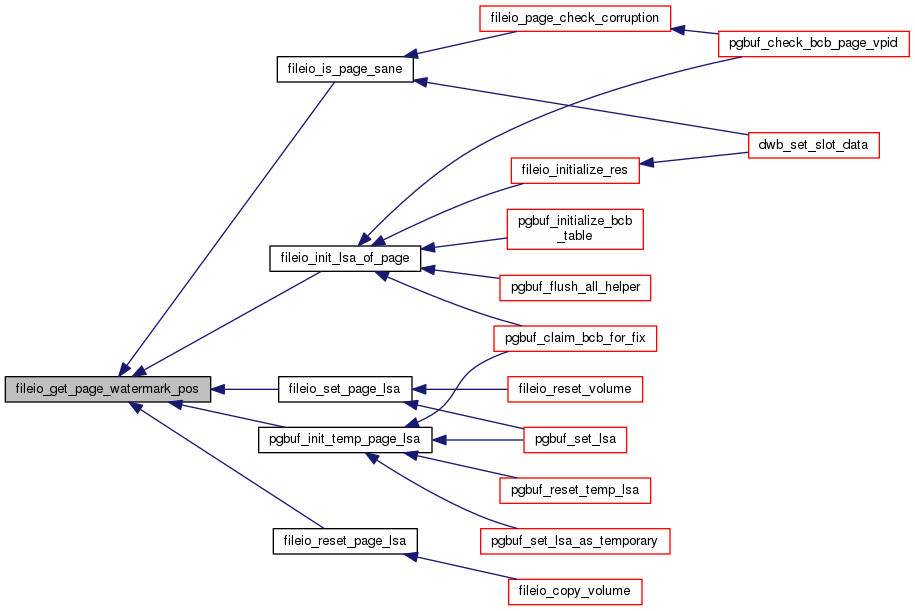 fileio_page_check_corruption
pgbuf_check_bcb_page_vpid
fileio_is_page_sane
dwb_set_slot_data
fileio_initialize_res
pgbuf_initialize_bcb
_table
fileio_init_lsa_of_page
pgbuf_flush_all_helper
pgbuf_claim_bcb_for_fix
fileio_get_page_watermark_pos
fileio_set_page_lsa
fileio_reset_volume
pgbuf_init_temp_page_lsa
pgbuf_set_lsa
pgbuf_reset_temp_lsa
fileio_reset_page_lsa
pgbuf_set_lsa_as_temporary
fileio_copy_volume